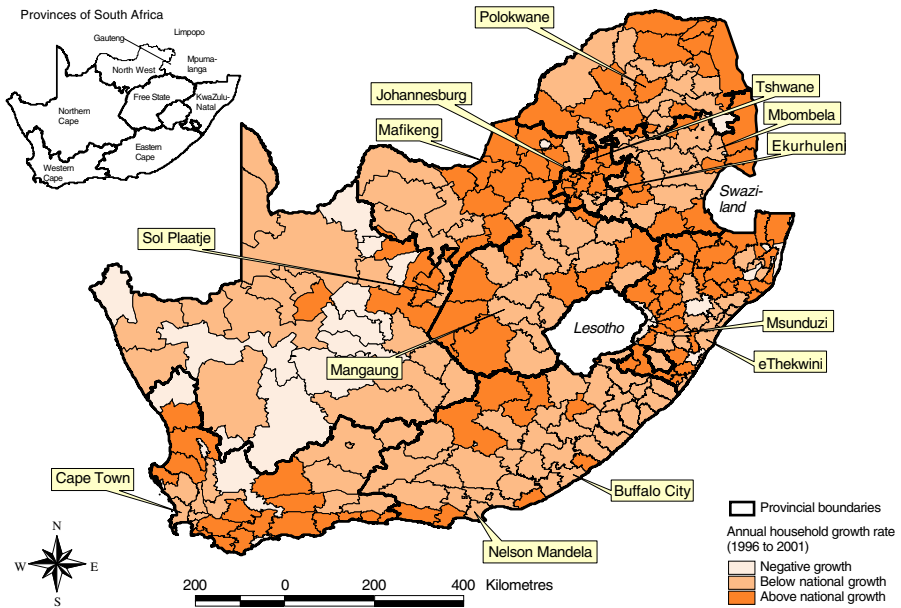 Provinces of South Africa
Limpopo
Gauteng
North West
Mpuma-
langa
Northern
Cape
Free State
KwaZulu-
Natal
Eastern
Cape
Western
Cape
Polokwane
Johannesburg
Tshwane
Mafikeng
Mbombela
Ekurhuleni
Swazi-
land
Sol Plaatje
Lesotho
Msunduzi
Mangaung
eThekwini
Cape Town
Buffalo City
Nelson Mandela
N
W E
S
200 0 200 400 Kilometres
Provincial boundaries
Annual household growth rate
(1996 to 2001)
Negative growth
Below national growth
Above national growth